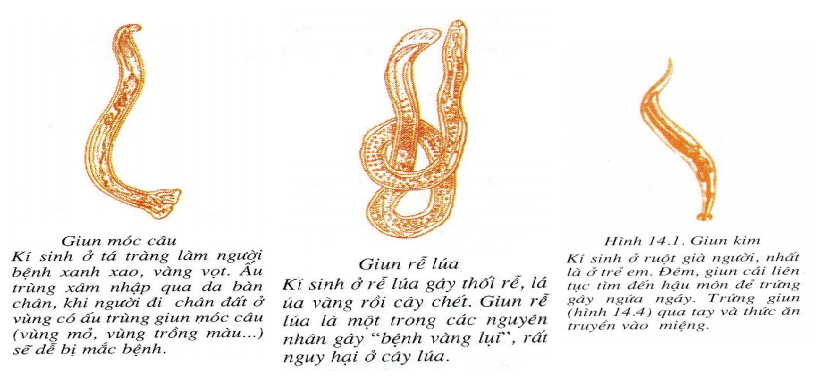 Giun móc câu
Kí sinh ở tá tràng làm người
bệnh xanh xao, vàng vọt. Ấu
trùng xâm nhập qua da bàn
chân, khi người đi chân đất ở
vùng có ấu trùng giun móc câu
(vùng mỏ, vùng trồng màu...)
sẽ dễ bị mắc bệnh.
Giun rễ lúa
Kí sinh ở rễ lúa gây thối rễ, lá
úa vàng rồi cây chết. Giun rễ
lúa là một trong các nguyên
nhân gây "bệnh vàng lụi", rất
nguy hại ở cây lúa.
Hình 14.1. Giun kim
Kí sinh ở ruột già người, nhất
là ở trẻ em. Đêm, giun cái liên
tục tìm đến hậu môn đẻ trứng
gây ngứa ngáy. Trứng giun
(hình 14.4) qua tay và thức ăn
truyền vào miệng.